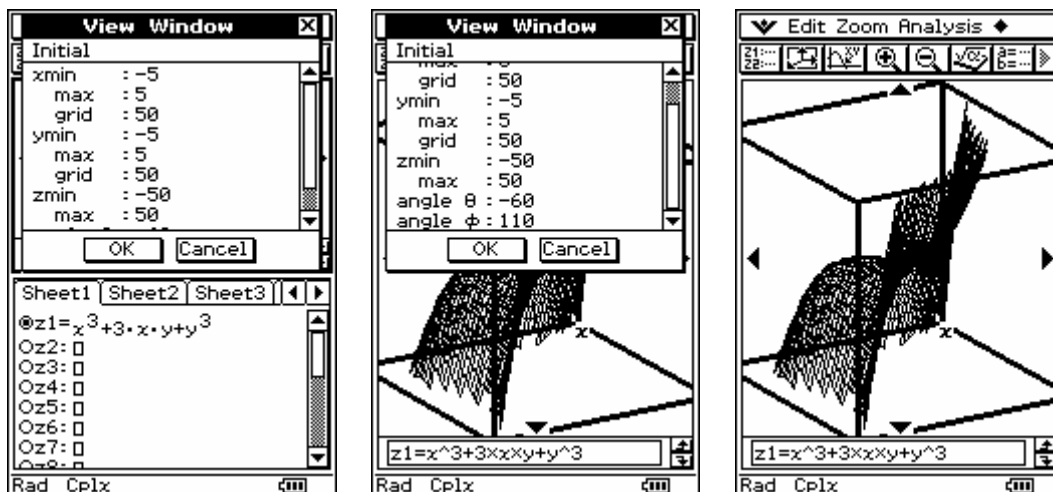 View Window
Initial
xmin :-5
max :5
grid :50
ymin :-5
max :5
grid :50
zmin :-50
max :50
OK Cancel
Sheet1 Sheet2 Sheet3
z1=x³+3·x·y+y³
z2:
z3:
z4:
z5:
z6:
z7:
Rad Cplx
View Window
Initial
grid :50
ymin :-5
max :5
grid :50
zmin :-50
max :50
angle θ :-60
angle φ :110
OK Cancel
x
z1=x^3+3×x×y+y^3
Rad Cplx
Edit Zoom Analysis
x
z1=x^3+3×x×y+y^3
Rad Cplx